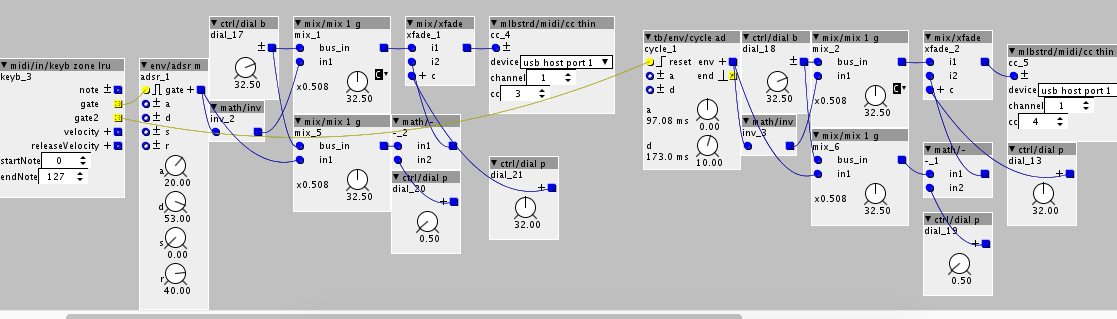 midi/in/keyb zone lru
keyb_3
note
gate
gate2
velocity
releaseVelocity
startNote 0
endNote 127
env/adsr m
adsr_1
gate +
a
d
s
r
a
20.00
d
53.00
s
0.00
r
40.00
ctrl/dial b
dial_17
32.50
math/inv
inv_2
mix/mix 1 g
mix_1
bus_in
in1
C
x0.508
32.50
mix/mix 1 g
mix_5
bus_in
in1
x0.508
32.50
mix/xfade
xfade_1
i1
i2
+ c
math/-
-_2
in1
in2
ctrl/dial p
dial_20
+
0.50
mlbstrd/midi/cc thin
cc_4
device usb host port 1
channel 1
cc 3
ctrl/dial p
dial_21
+
32.00
tb/env/cycle ad
cycle_1
reset env +
a end
d
a
97.08 ms
0.00
d
173.0 ms
10.00
ctrl/dial b
dial_18
math/inv
inv_3
mix/mix 1 g
mix_2
bus_in
in1
C
x0.508
32.50
mix/mix 1 g
mix_6
bus_in
in1
x0.508
32.50
mix/xfade
xfade_2
i1
i2
+ c
math/-
-_1
in1
in2
ctrl/dial p
dial_19
+
0.50
mlbstrd/midi/cc thin
cc_5
device usb host port 1
channel 1
cc 4
ctrl/dial p
dial_13
+
32.00